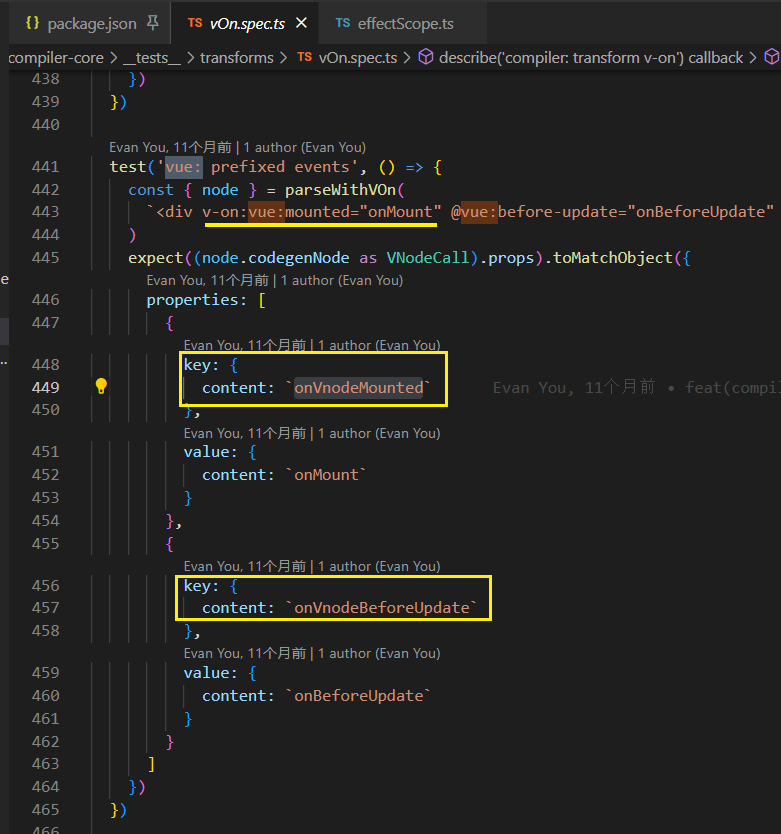 {} package.json
TS vOn.spec.ts ×
TS effectScope.ts
compiler-core > __tests__ > transforms > TS vOn.spec.ts > describe('compiler: transform v-on') callback >
438 })
439 })
440
Evan You, 11个月前 | 1 author (Evan You)
441 test('vue: prefixed events', () => {
442 const { node } = parseWithVOn(
443 `<div v-on:vue:mounted="onMount" @vue:before-update="onBeforeUpdate"
444 )
445 expect((node.codegenNode as VNodeCall).props).toMatchObject({
Evan You, 11个月前 | 1 author (Evan You)
446 properties: [
447 {
Evan You, 11个月前 | 1 author (Evan You)
448 key: {
449 content: `onVnodeMounted` Evan You, 11个月前 • feat(compil
450 },
Evan You, 11个月前 | 1 author (Evan You)
451 value: {
452 content: `onMount`
453 }
454 },
455 {
Evan You, 11个月前 | 1 author (Evan You)
456 key: {
457 content: `onVnodeBeforeUpdate`
458 },
Evan You, 11个月前 | 1 author (Evan You)
459 value: {
460 content: `onBeforeUpdate`
461 }
462 }
463 ]
464 })
465 })
466